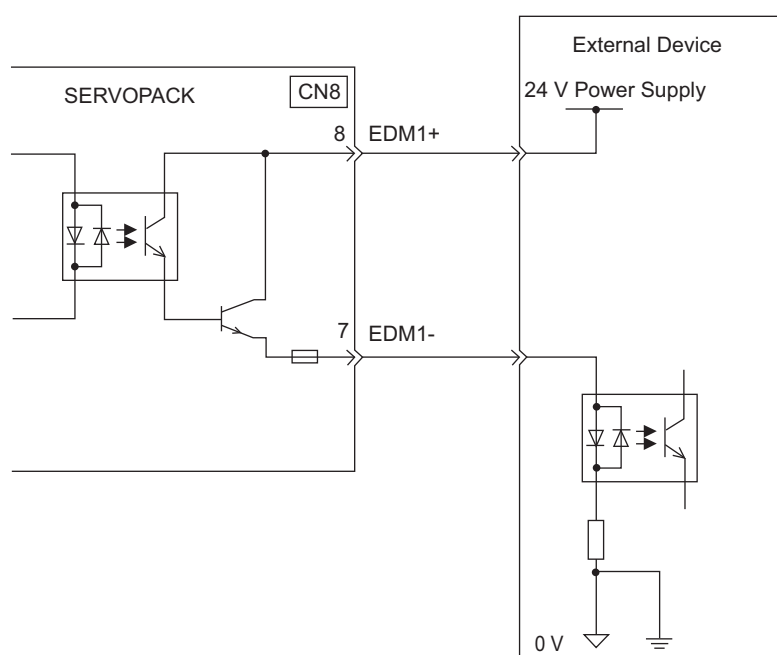 External Device
SERVOPACK
CN8
24 V Power Supply
8
EDM1+
7
EDM1-
0 V